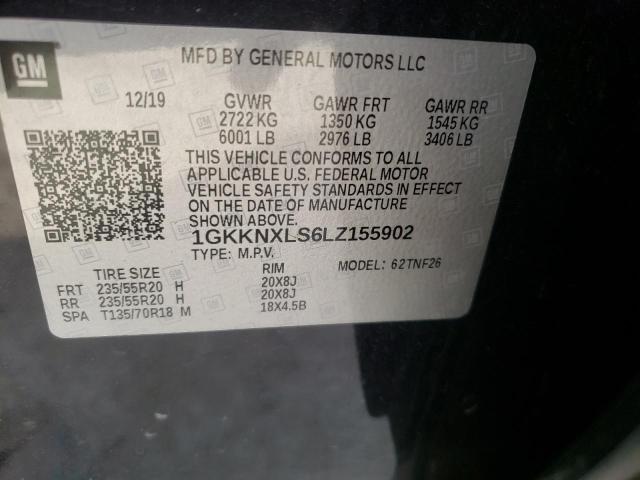 GM
MFD BY GENERAL MOTORS LLC
12/19 GVWR GAWR FRT GAWR RR
2722 KG 1350 KG 1545 KG
6001 LB 2976 LB 3406 LB
THIS VEHICLE CONFORMS TO ALL
APPLICABLE U.S. FEDERAL MOTOR
VEHICLE SAFETY STANDARDS IN EFFECT
ON THE DATE OF MANUFACTURE
SHOWN ABOVE.
1GKKNXLS6LZ155902
TYPE: M.P.V. MODEL: 62TNF26
TIRE SIZE RIM
FRT 235/55R20 H 20X8J
RR 235/55R20 H 20X8J
SPA T135/70R18 M 18X4.5B